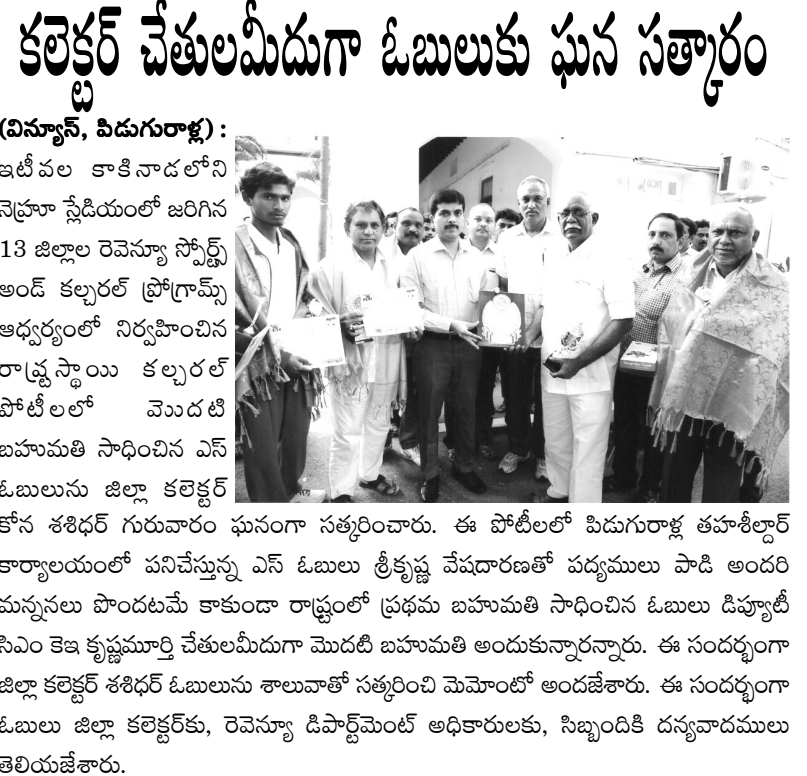 కలెక్టర్ చేతులమీదుగా ఓబులుకు ఘన సత్కారం
(విన్యూస్, పిడుగురాళ్ల) :
ఇటీవల కాకినాడలోని
నెహ్రూ స్లేడియంలో జరిగిన
13 జిల్లాల రెవెన్యూ స్పోర్ట్స్
అండ్ కల్చరల్ ప్రోగ్రామ్స్
ఆధ్వర్యంలో నిర్వహించిన
రాష్ట్రస్థాయి కల్చరల్
పోటీలలో మొదటి
బహుమతి సాధించిన ఎస్
ఓబులును జిల్లా కలెక్టర్
కోన శశిధర్ గురువారం ఘనంగా సత్కరించారు. ఈ పోటీలలో పిడుగురాళ్ల తహశీల్దార్
కార్యాలయంలో పనిచేస్తున్న ఎస్ ఓబులు శ్రీకృష్ణ వేషదారణతో పద్యములు పాడి అందరి
మన్ననలు పొందటమే కాకుండా రాష్ట్రంలో ప్రథమ బహుమతి సాధించిన ఓబులు డిప్యూటీ
సిఎం కెఇ కృష్ణమూర్తి చేతులమీదుగా మొదటి బహుమతి అందుకున్నారన్నారు. ఈ సందర్భంగా
జిల్లా కలెక్టర్ శశిధర్ ఓబులును శాలువాతో సత్కరించి మెమోంటో అందజేశారు. ఈ సందర్భంగా
ఓబులు జిల్లా కలెక్టర్‌కు, రెవెన్యూ డిపార్ట్‌మెంట్ అధికారులకు, సిబ్బందికి దన్యవాదములు
తెలియజేశారు.